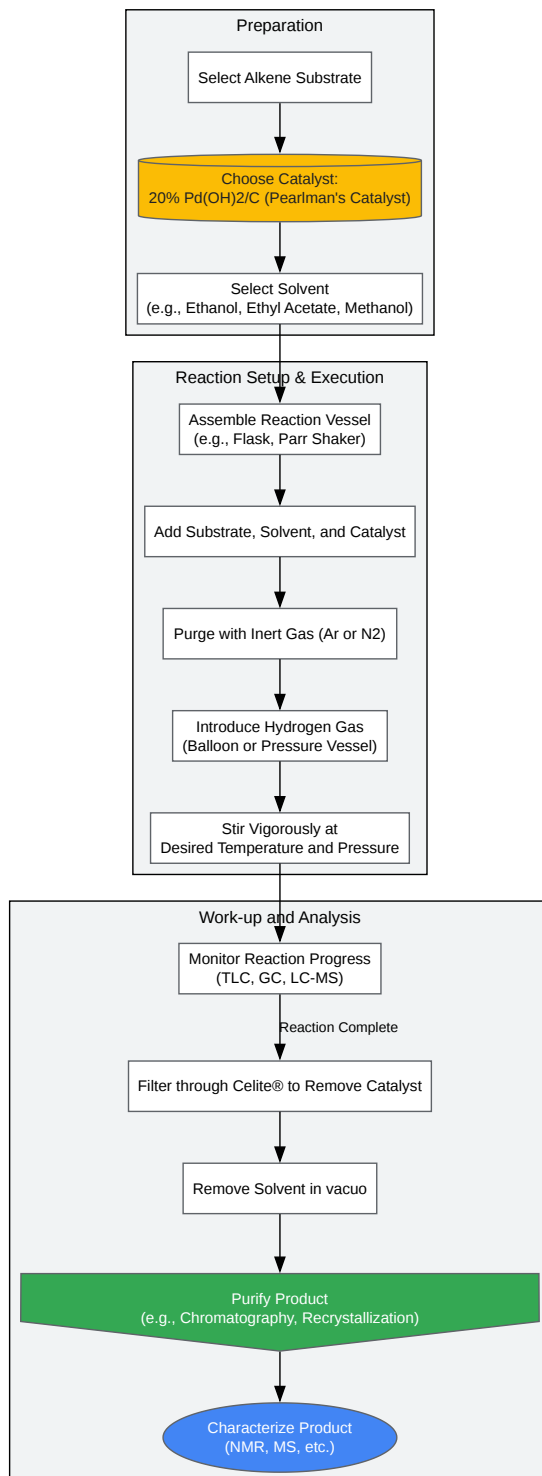 Preparation
Select Alkene Substrate
Choose Catalyst:
20% Pd(OH)2/C (Pearlman's Catalyst)
Select Solvent
(e.g., Ethanol, Ethyl Acetate, Methanol)
Reaction Setup & Execution
Assemble Reaction Vessel
(e.g., Flask, Parr Shaker)
Add Substrate, Solvent, and Catalyst
Purge with Inert Gas (Ar or N2)
Introduce Hydrogen Gas
(Balloon or Pressure Vessel)
Stir Vigorously at
Desired Temperature and Pressure
Work-up and Analysis
Monitor Reaction Progress
(TLC, GC, LC-MS)
Reaction Complete
Filter through Celite® to Remove Catalyst
Remove Solvent in vacuo
Purify Product
(e.g., Chromatography, Recrystallization)
Characterize Product
(NMR, MS, etc.)